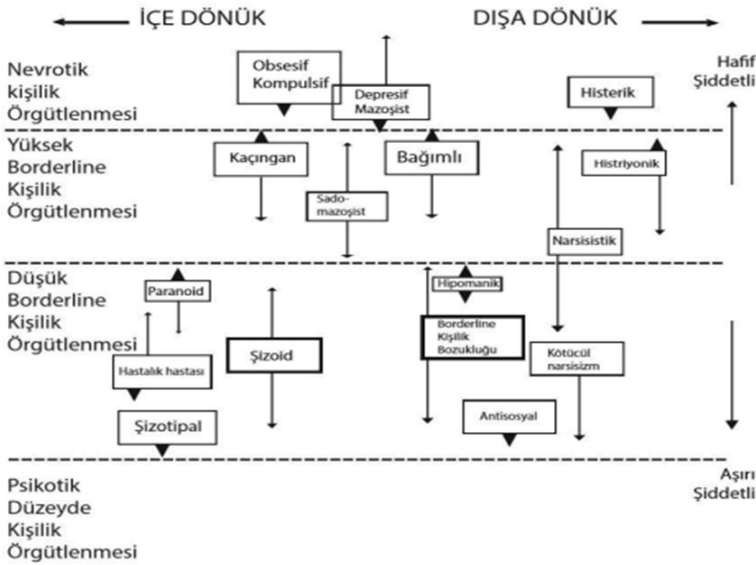 İÇE DÖNÜK
DIŞA DÖNÜK
Nevrotik
kişilik
Örgütlenmesi
Obsesif
Kompulsif
Depresif
Mazoşist
Histerik
Hafif
Şiddetli
Yüksek
Borderline
Kişilik
Örgütlenmesi
Kaçıngan
Bağımlı
Histriyonik
Sado-
mazoşist
Narsisistik
Düşük
Borderline
Kişilik
Örgütlenmesi
Paranoid
Hipomanik
Şizoid
Borderline
Kişilik
Bozukluğu
Kötücül
narsisizm
Hastalık hastası
Şizotipal
Antisosyal
Psikotik
Düzeyde
Kişilik
Örgütlenmesi
Aşırı
Şiddetli